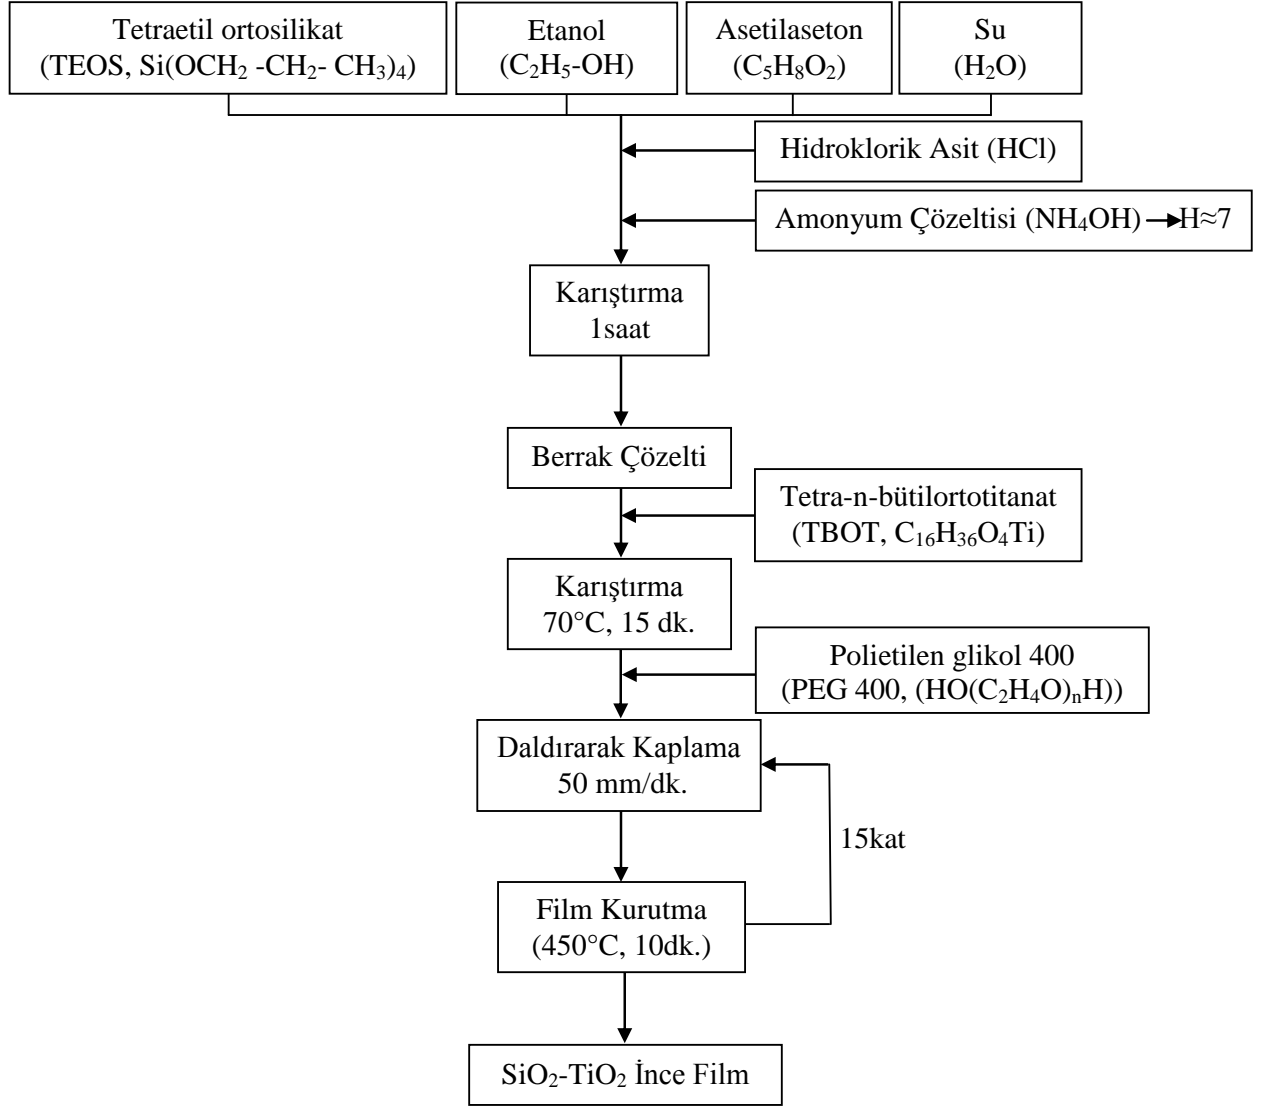 Tetraetil ortosilikat
(TEOS, Si(OCH₂ -CH₂- CH₃)₄)
Etanol
(C₂H₅-OH)
Asetilaseton
(C₅H₈O₂)
Su
(H₂O)
Hidroklorik Asit (HCl)
Amonyum Çözeltisi (NH₄OH) → H≈7
Karıştırma
1saat
Berrak Çözelti
Tetra-n-bütilortotitanat
(TBOT, C₁₆H₃₆O₄Ti)
Karıştırma
70°C, 15 dk.
Polietilen glikol 400
(PEG 400, (HO(C₂H₄O)ₙH))
Daldırarak Kaplama
50 mm/dk.
15kat
Film Kurutma
(450°C, 10dk.)
SiO₂-TiO₂ İnce Film